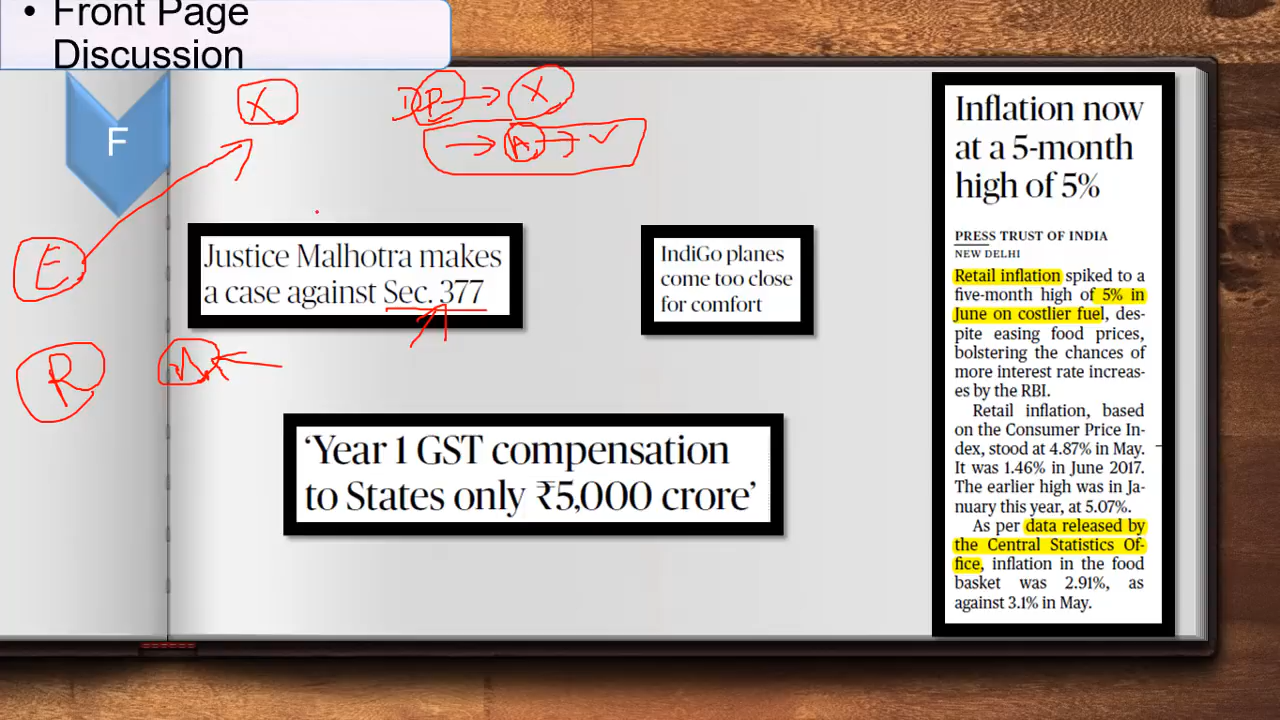 • Front Page
Discussion
F
X
DP → X
→ A → ✓
E
R
Justice Malhotra makes
a case against Sec. 377
IndiGo planes
come too close
for comfort
‘Year 1 GST compensation
to States only ₹5,000 crore’
Inflation now
at a 5-month
high of 5%
PRESS TRUST OF INDIA
NEW DELHI
Retail inflation spiked to a
five-month high of 5% in
June on costlier fuel, des-
pite easing food prices,
bolstering the chances of
more interest rate increas-
es by the RBI.
Retail inflation, based
on the Consumer Price In-
dex, stood at 4.87% in May.
It was 1.46% in June 2017.
The earlier high was in Ja-
nuary this year, at 5.07%.
As per data released by
the Central Statistics Of-
fice, inflation in the food
basket was 2.91%, as
against 3.1% in May.